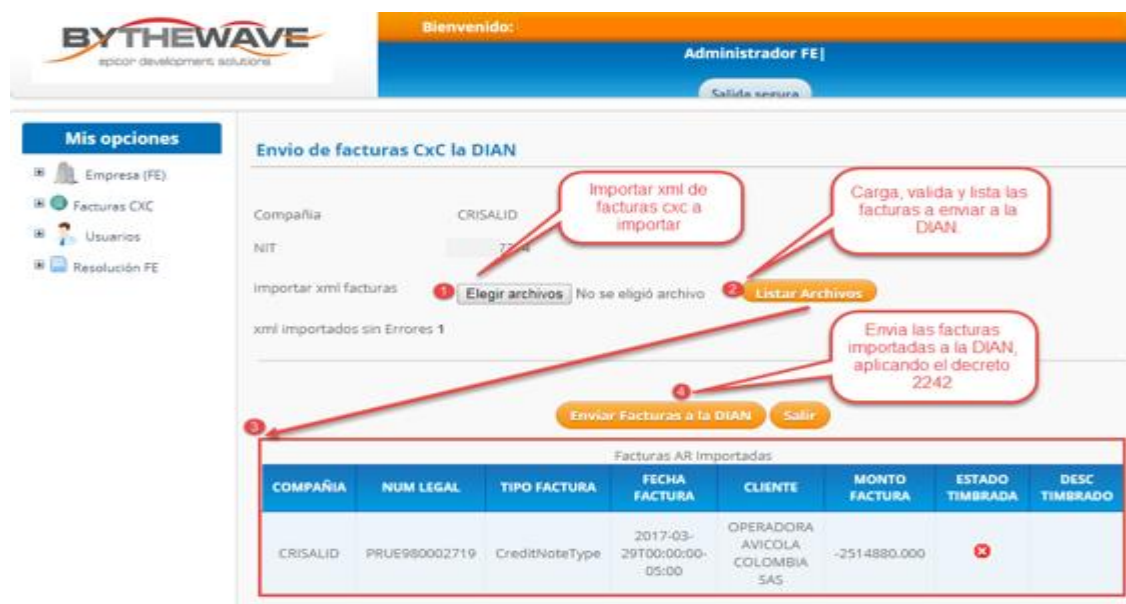 BYTHEWAVE
epicor development solutions
Bienvenido:
Administrador FE|
Salida segura
Mis opciones
Empresa (FE)
Facturas CXC
Usuarios
Resolución FE
Envio de facturas CxC la DIAN
Compañia
CRISALID
NIT
Importar xml de
facturas cxc a
importar
Carga, valida y lista las
facturas a enviar a la
DIAN.
importar xml facturas
1
Elegir archivos
No se eligió archivo
2
Listar Archivos
xml importados sin Errores 1
Envia las facturas
importadas a la DIAN,
aplicando el decreto
2242
4
Enviar Facturas a la DIAN
Salir
3
Facturas AR Importadas
COMPAÑIA
NUM LEGAL
TIPO FACTURA
FECHA
FACTURA
CLIENTE
MONTO
FACTURA
ESTADO
TIMBRADA
DESC
TIMBRADO
CRISALID
PRUE980002719
CreditNoteType
2017-03-
29T00:00:00-
05:00
OPERADORA
AVICOLA
COLOMBIA
SAS
-2514880.000